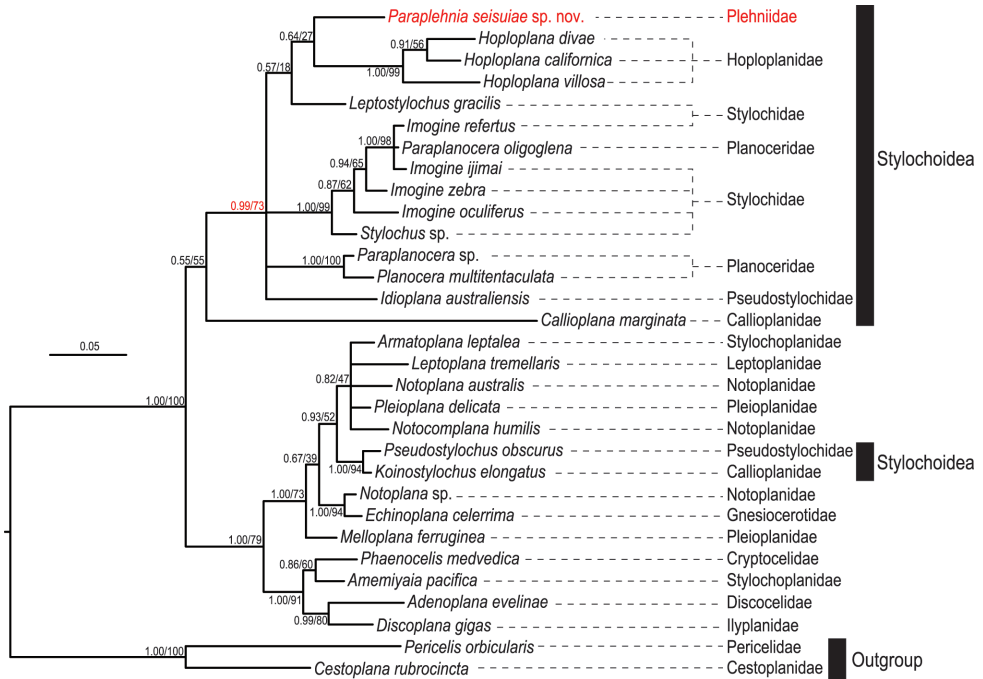 0.64/27 Paraplehnia seisuiae sp. nov. Plehniidae
0.91/56 Hoploplana divae
0.57/18 Hoploplana californica Hoploplanidae
1.00/99 Hoploplana villosa
Leptostylochus gracilis Stylochidae
Imogine refertus
1.00/98 Paraplanocera oligoglena Planoceridae
Stylochoidea
0.94/65 Imogine ijimai
0.87/62 Imogine zebra Stylochidae
0.99/73 1.00/99 Imogine oculiferus
Stylochus sp.
Paraplanocera sp.
0.55/55 1.00/100 Planoceridae
Planocera multitentaculata
Idioplana australiensis Pseudostylochidae
Callioplana marginata Callioplanidae
0.05
Armatoplana leptalea Stylochoplanidae
Leptoplana tremellaris Leptoplanidae
0.82/47 Notoplana australis Notoplanidae
1.00/100 Pleioplana delicata Pleioplanidae
0.93/52 Notocomplana humilis Notoplanidae
Pseudostylochus obscurus Pseudostylochidae
Stylochoidea
0.67/39 1.00/94 Koinostylochus elongatus Callioplanidae
1.00/73 Notoplana sp. Notoplanidae
1.00/94 Echinoplana celerrima Gnesiocerotidae
1.00/79 Melloplana ferruginea Pleioplanidae
0.86/60 Phaenocelis medvedica Cryptocelidae
Amemiyaia pacifica Stylochoplanidae
1.00/91 Adenoplana evelinae Discocelidae
0.99/80 Discoplana gigas Ilyplanidae
1.00/100 Pericelis orbicularis Pericelidae
Outgroup
Cestoplana rubrocincta Cestoplanidae